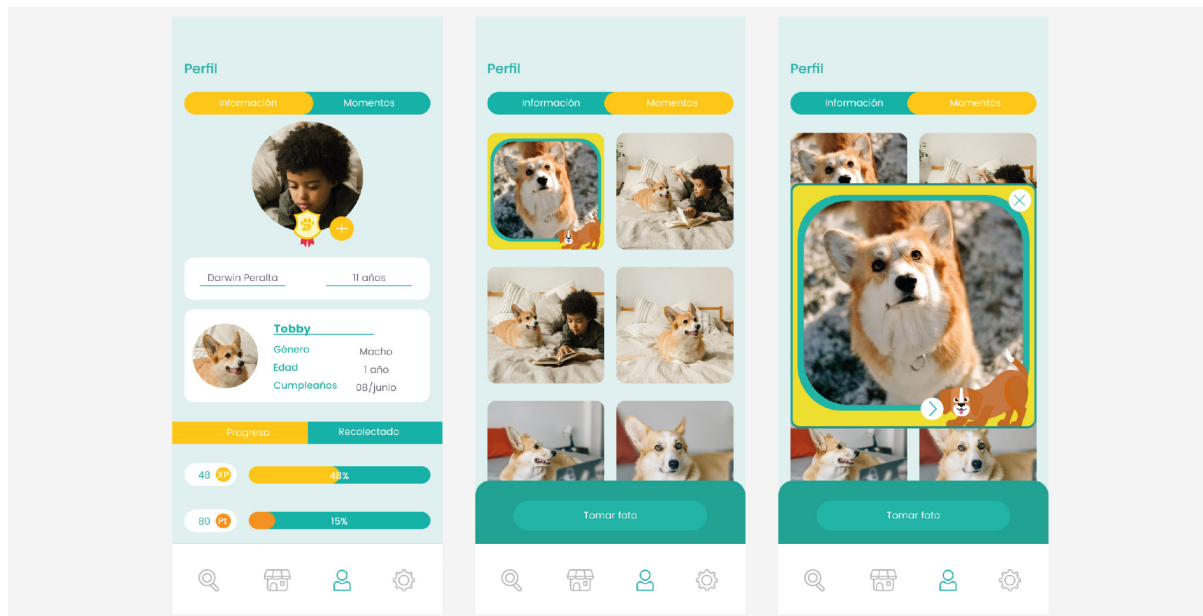 Perfil
Información Momentos
Darwin Peralta 11 años
Tobby
Género Macho
Edad 1 año
Cumpleaños 08/junio
Progreso Recolectado
48 XP 48%
80 Pt 15%
Perfil
Información Momentos
Tomar foto
Perfil
Información Momentos
Tomar foto